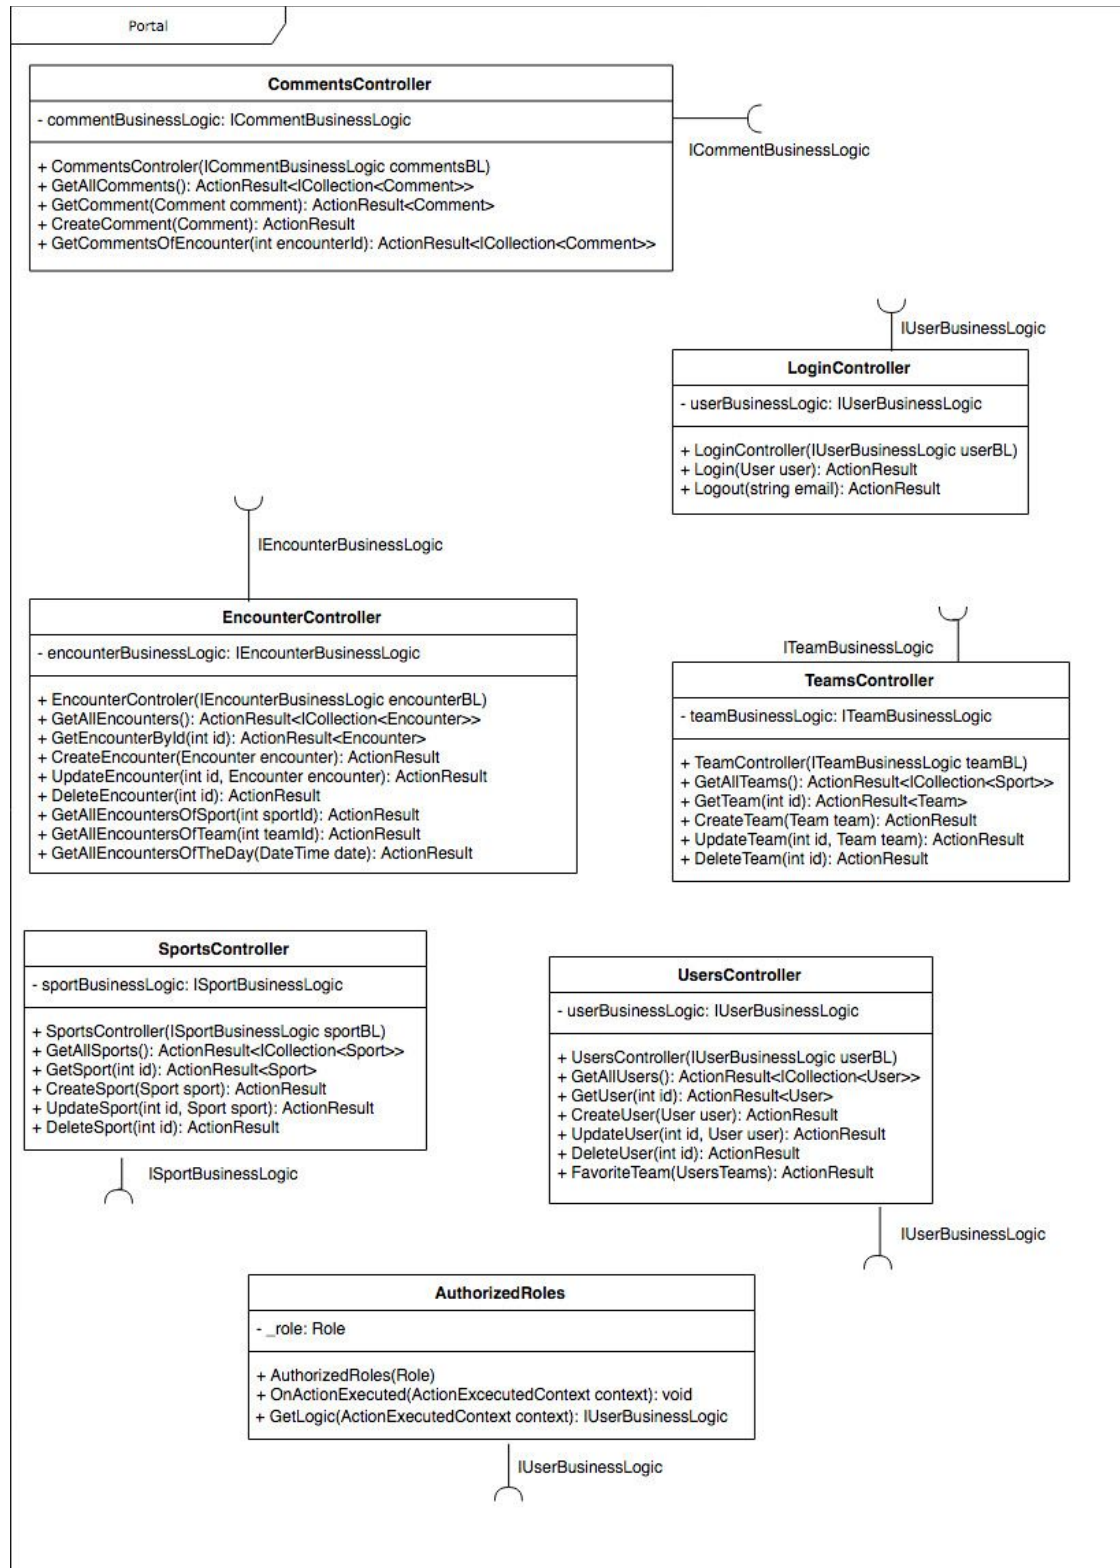 Portal
CommentsController
- commentBusinessLogic: ICommentBusinessLogic
ICommentBusinessLogic
+ CommentsControler(ICommentBusinessLogic commentsBL)
+ GetAllComments(): ActionResult<ICollection<Comment>>
+ GetComment(Comment comment): ActionResult<Comment>
+ CreateComment(Comment): ActionResult
+ GetCommentsOfEncounter(int encounterId): ActionResult<ICollection<Comment>>
IUserBusinessLogic
LoginController
- userBusinessLogic: IUserBusinessLogic
+ LoginController(IUserBusinessLogic userBL)
+ Login(User user): ActionResult
+ Logout(string email): ActionResult
IEncounterBusinessLogic
EncounterController
- encounterBusinessLogic: IEncounterBusinessLogic
+ EncounterControler(IEncounterBusinessLogic encounterBL)
+ GetAllEncounters(): ActionResult<ICollection<Encounter>>
+ GetEncounterById(int id): ActionResult<Encounter>
+ CreateEncounter(Encounter encounter): ActionResult
+ UpdateEncounter(int id, Encounter encounter): ActionResult
+ DeleteEncounter(int id): ActionResult
+ GetAllEncountersOfSport(int sportId): ActionResult
+ GetAllEncountersOfTeam(int teamId): ActionResult
+ GetAllEncountersOfTheDay(DateTime date): ActionResult
ITeamBusinessLogic
TeamsController
- teamBusinessLogic: ITeamBusinessLogic
+ TeamController(ITeamBusinessLogic teamBL)
+ GetAllTeams(): ActionResult<ICollection<Sport>>
+ GetTeam(int id): ActionResult<Team>
+ CreateTeam(Team team): ActionResult
+ UpdateTeam(int id, Team team): ActionResult
+ DeleteTeam(int id): ActionResult
SportsController
- sportBusinessLogic: ISportBusinessLogic
+ SportsController(ISportBusinessLogic sportBL)
+ GetAllSports(): ActionResult<ICollection<Sport>>
+ GetSport(int id): ActionResult<Sport>
+ CreateSport(Sport sport): ActionResult
+ UpdateSport(int id, Sport sport): ActionResult
+ DeleteSport(int id): ActionResult
ISportBusinessLogic
UsersController
- userBusinessLogic: IUserBusinessLogic
+ UsersController(IUserBusinessLogic userBL)
+ GetAllUsers(): ActionResult<ICollection<User>>
+ GetUser(int id): ActionResult<User>
+ CreateUser(User user): ActionResult
+ UpdateUser(int id, User user): ActionResult
+ DeleteUser(int id): ActionResult
+ FavoriteTeam(UsersTeams): ActionResult
IUserBusinessLogic
AuthorizedRoles
- _role: Role
+ AuthorizedRoles(Role)
+ OnActionExecuted(ActionExcecutedContext context): void
+ GetLogic(ActionExecutedContext context): IUserBusinessLogic
IUserBusinessLogic